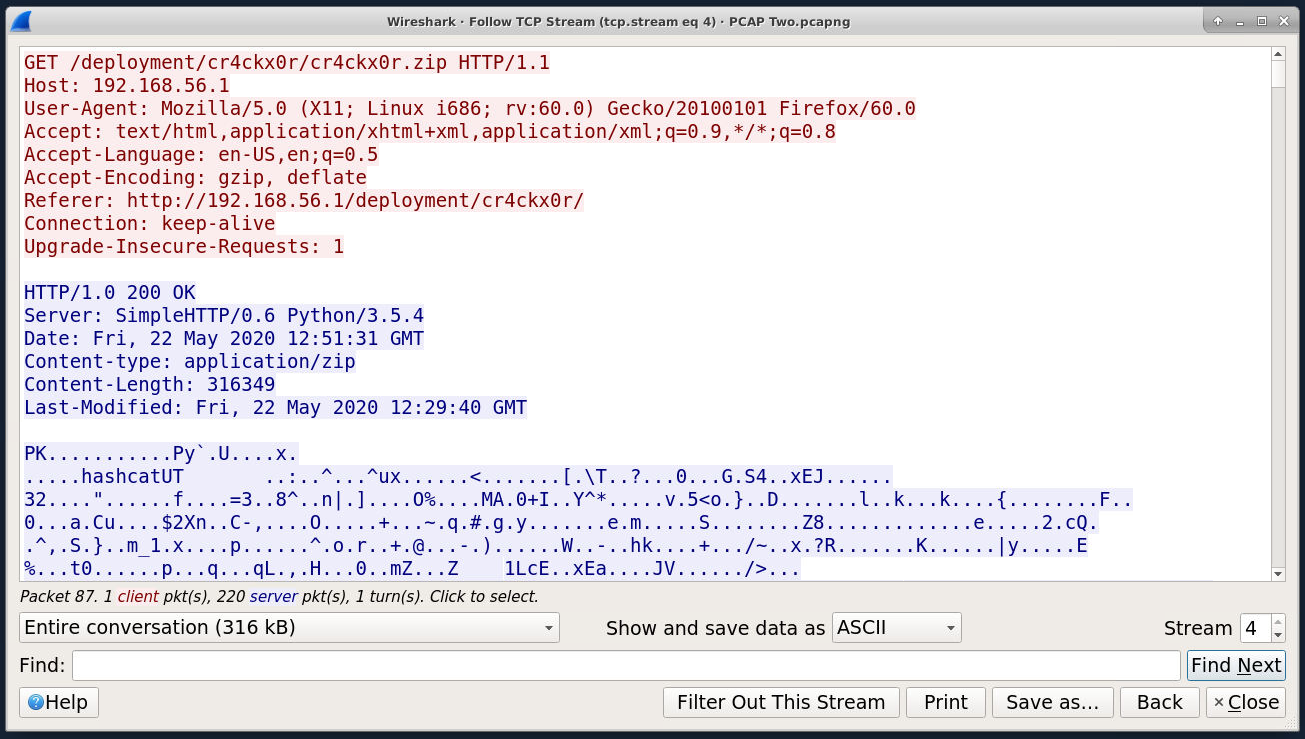 Wireshark · Follow TCP Stream (tcp.stream eq 4) · PCAP Two.pcapng
GET /deployment/cr4ckx0r/cr4ckx0r.zip HTTP/1.1
Host: 192.168.56.1
User-Agent: Mozilla/5.0 (X11; Linux i686; rv:60.0) Gecko/20100101 Firefox/60.0
Accept: text/html,application/xhtml+xml,application/xml;q=0.9,*/*;q=0.8
Accept-Language: en-US,en;q=0.5
Accept-Encoding: gzip, deflate
Referer: http://192.168.56.1/deployment/cr4ckx0r/
Connection: keep-alive
Upgrade-Insecure-Requests: 1
HTTP/1.0 200 OK
Server: SimpleHTTP/0.6 Python/3.5.4
Date: Fri, 22 May 2020 12:51:31 GMT
Content-type: application/zip
Content-Length: 316349
Last-Modified: Fri, 22 May 2020 12:29:40 GMT
PK...........Py`.U....x.
.....hashcatUT       ..:..^...^ux......<.......[.\T..?...0...G.S4..xEJ......
32...."......f....=3..8^..n|.]....O%....MA.0+I..Y^*.....v.5<o.}..D.......l..k...k....{........F..
0...a.Cu....$2Xn..C-,....O.....+...~.q.#.g.y.......e.m.....S........Z8.............e.....2.cQ.
.^,.S.}..m_1.x....p......^.o.r..+.@...-.)......W..-..hk....+.../~..x.?R.......K......|y.....E
%...t0......p...q...qL.,.H...0..mZ...Z    1LcE..xEa....JV....../>...
Packet 87. 1 client pkt(s), 220 server pkt(s), 1 turn(s). Click to select.
Entire conversation (316 kB) Show and save data as ASCII Stream 4
Find: Find Next
Help Filter Out This Stream Print Save as... Back Close